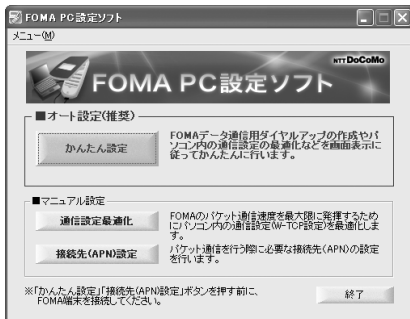 FOMA PC設定ソフト
メニュー(M)
NTT DoCoMo
FOMA PC設定ソフト
■オート設定(推奨)
かんたん設定
FOMAデータ通信用ダイヤルアップの作成やパ
ソコン内の通信設定の最適化などを画面表示に
従ってかんたんに行います。
■マニュアル設定
通信設定最適化
FOMAのパケット通信速度を最大限に発揮するため
にパソコン内の通信設定(W-TCP設定)を最適化しま
す。
接続先(APN)設定
パケット通信を行う際に必要な接続先(APN)の設定
を行います。
※「かんたん設定」「接続先(APN)設定」ボタンを押す前に、
FOMA端末を接続してください。
終了